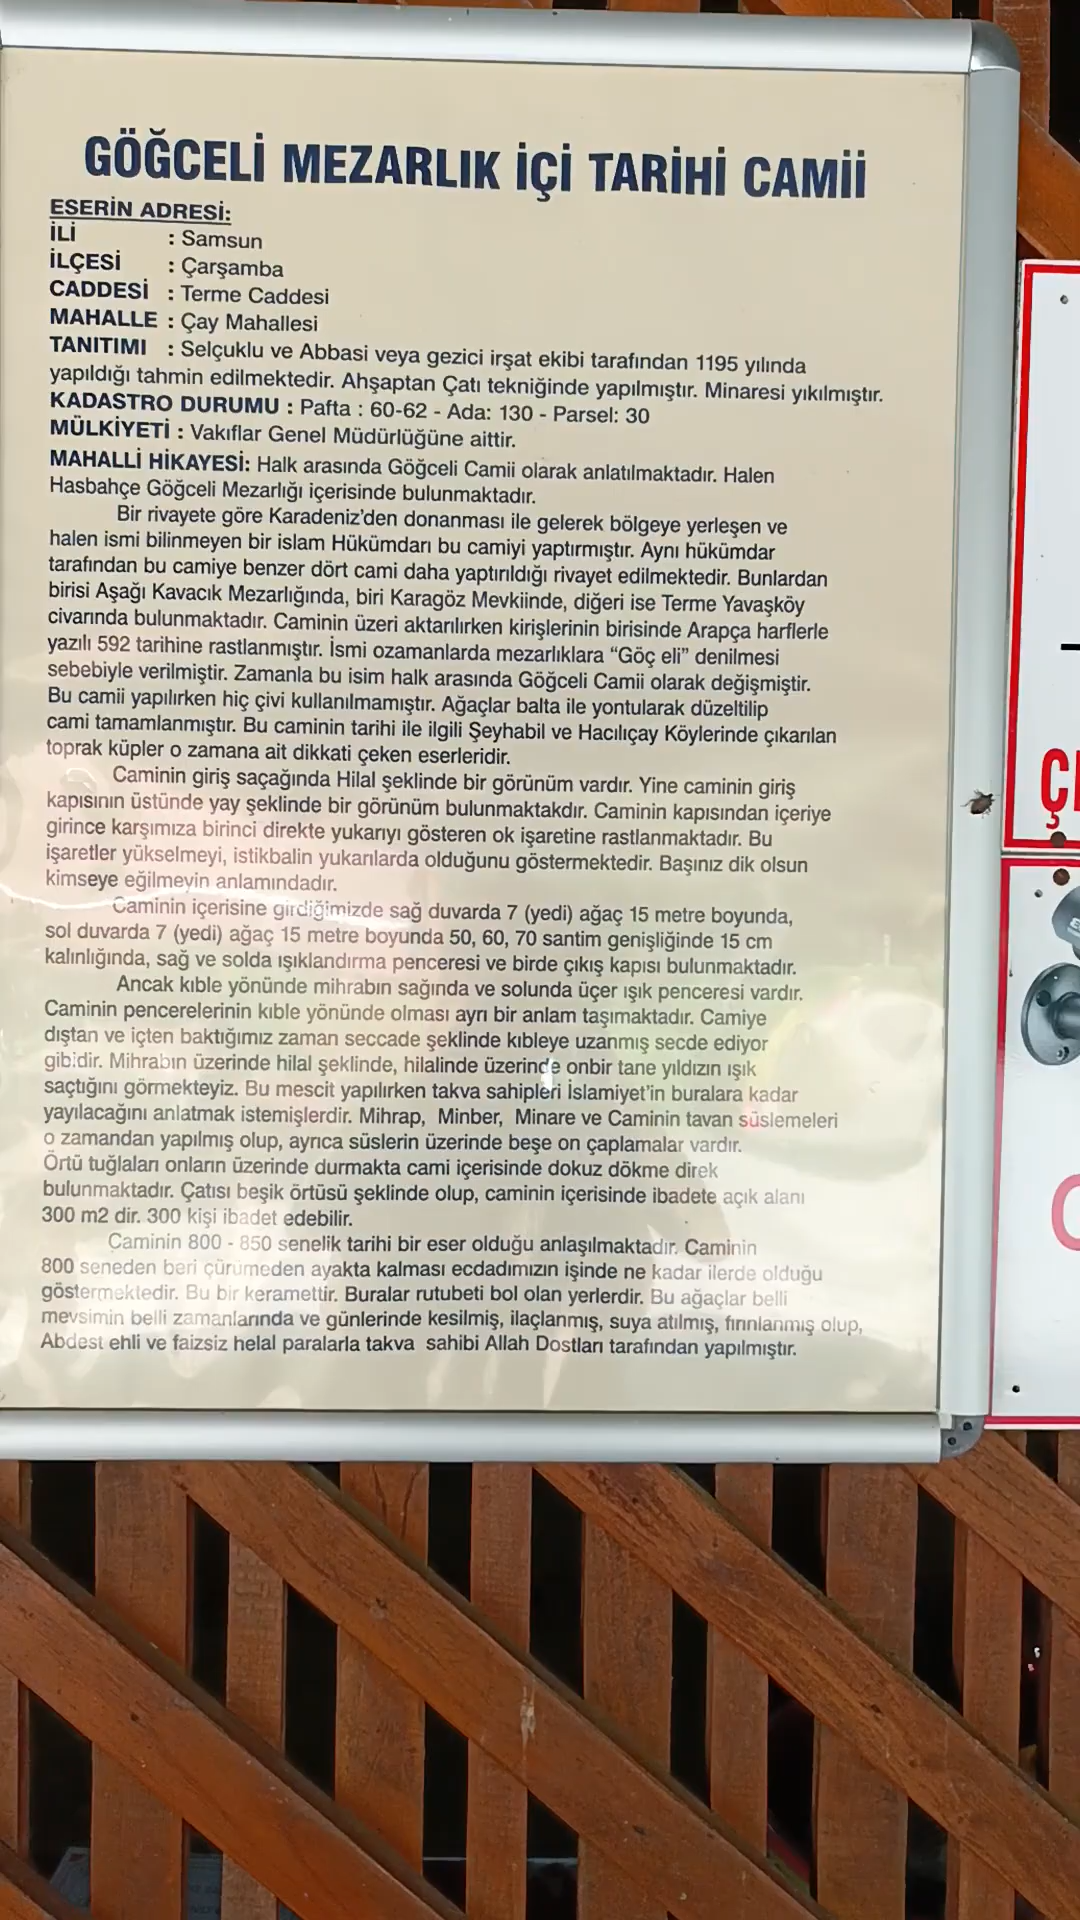 GÖĞCELİ MEZARLIK İÇİ TARİHİ CAMİİ
ESERİN ADRESİ:
İLİ : Samsun
İLÇESİ : Çarşamba
CADDESİ : Terme Caddesi
MAHALLE : Çay Mahallesi
TANITIMI : Selçuklu ve Abbasi veya gezici irşat ekibi tarafından 1195 yılında
yapıldığı tahmin edilmektedir. Ahşaptan Çatı tekniğinde yapılmıştır. Minaresi yıkılmıştır.
KADASTRO DURUMU : Pafta : 60-62 - Ada: 130 - Parsel: 30
MÜLKİYETİ : Vakıflar Genel Müdürlüğüne aittir.
MAHALLİ HİKAYESİ: Halk arasında Göğceli Camii olarak anlatılmaktadır. Halen
Hasbahçe Göğceli Mezarlığı içerisinde bulunmaktadır.
Bir rivayete göre Karadeniz'den donanması ile gelerek bölgeye yerleşen ve
halen ismi bilinmeyen bir islam Hükümdarı bu camiyi yaptırmıştır. Aynı hükümdar
tarafından bu camiye benzer dört cami daha yaptırıldığı rivayet edilmektedir. Bunlardan
birisi Aşağı Kavacık Mezarlığında, biri Karagöz Mevkiinde, diğeri ise Terme Yavaşköy
civarında bulunmaktadır. Caminin üzeri aktarılırken kirişlerinin birisinde Arapça harflerle
yazılı 592 tarihine rastlanmıştır. İsmi ozamanlarda mezarlıklara “Göç eli” denilmesi
sebebiyle verilmiştir. Zamanla bu isim halk arasında Göğceli Camii olarak değişmiştir.
Bu camii yapılırken hiç çivi kullanılmamıştır. Ağaçlar balta ile yontularak düzeltilip
cami tamamlanmıştır. Bu caminin tarihi ile ilgili Şeyhabil ve Hacılıçay Köylerinde çıkarılan
toprak küpler o zamana ait dikkati çeken eserleridir.
Caminin giriş saçağında Hilal şeklinde bir görünüm vardır. Yine caminin giriş
kapısının üstünde yay şeklinde bir görünüm bulunmaktakdır. Caminin kapısından içeriye
girince karşımıza birinci direkte yukarıyı gösteren ok işaretine rastlanmaktadır. Bu
işaretler yükselmeyi, istikbalin yukarılarda olduğunu göstermektedir. Başınız dik olsun
kimseye eğilmeyin anlamındadır.
Caminin içerisine girdiğimizde sağ duvarda 7 (yedi) ağaç 15 metre boyunda,
sol duvarda 7 (yedi) ağaç 15 metre boyunda 50, 60, 70 santim genişliğinde 15 cm
kalınlığında, sağ ve solda ışıklandırma penceresi ve birde çıkış kapısı bulunmaktadır.
Ancak kıble yönünde mihrabın sağında ve solunda üçer ışık penceresi vardır.
Caminin pencerelerinin kıble yönünde olması ayrı bir anlam taşımaktadır. Camiye
dıştan ve içten baktığımız zaman seccade şeklinde kıbleye uzanmış secde ediyor
gibidir. Mihrabın üzerinde hilal şeklinde, hilalinde üzerinde onbir tane yıldızın ışık
saçtığını görmekteyiz. Bu mescit yapılırken takva sahipleri İslamiyet'in buralara kadar
yayılacağını anlatmak istemişlerdir. Mihrap, Minber, Minare ve Caminin tavan süslemeleri
o zamandan yapılmış olup, ayrıca süslerin üzerinde beşe on çaplamalar vardır.
Örtü tuğlaları onların üzerinde durmakta cami içerisinde dokuz dökme direk
bulunmaktadır. Çatısı beşik örtüsü şeklinde olup, caminin içerisinde ibadete açık alanı
300 m2 dir. 300 kişi ibadet edebilir.
Caminin 800 - 850 senelik tarihi bir eser olduğu anlaşılmaktadır. Caminin
800 seneden beri çürümeden ayakta kalması ecdadımızın işinde ne kadar ilerde olduğu
göstermektedir. Bu bir keramettir. Buralar rutubeti bol olan yerlerdir. Bu ağaçlar belli
mevsimin belli zamanlarında ve günlerinde kesilmiş, ilaçlanmış, suya atılmış, fırınlanmış olup,
Abdest ehli ve faizsiz helal paralarla takva sahibi Allah Dostları tarafından yapılmıştır.